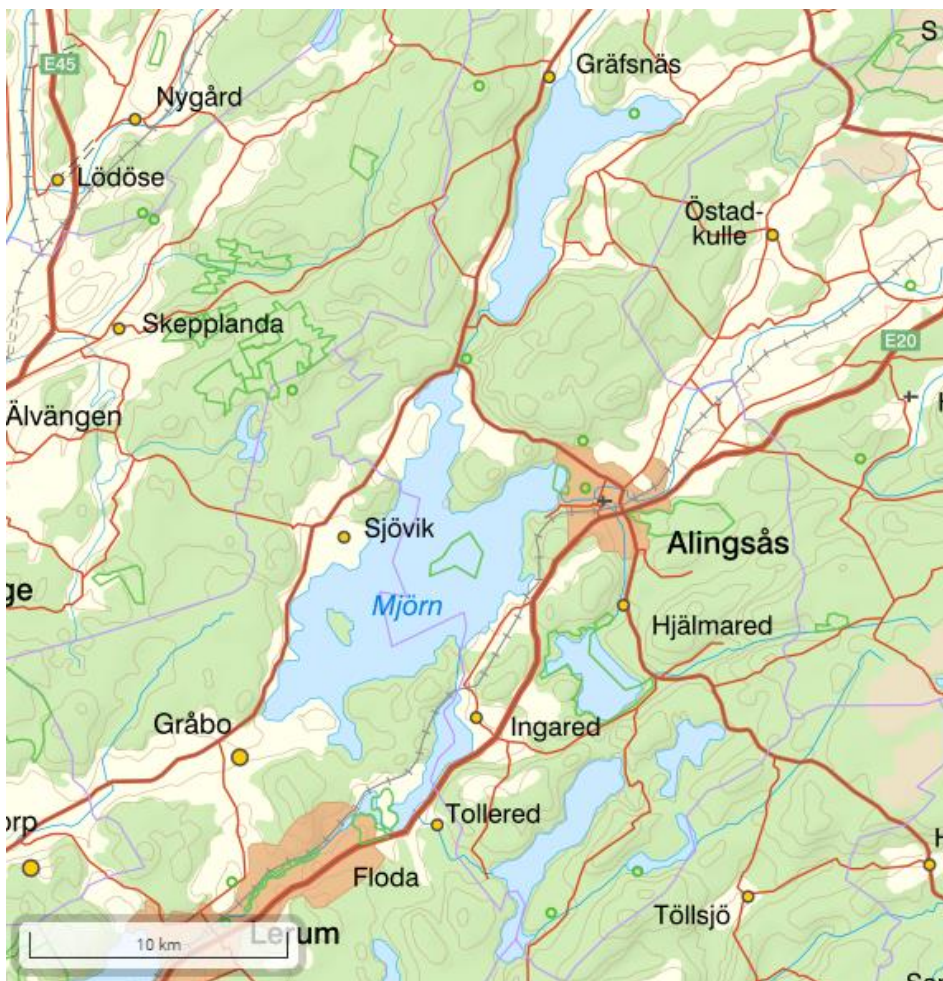 S
E45
Gräfsnäs
Nygård
Lödöse
Östad-
kulle
Skepplanda
E20
Älvängen
H
Sjövik
Alingsås
ge
Mjörn
Hjälmared
Gråbo
Ingared
Tollered
orp
H
Floda
Töllsjö
Lerum
10 km